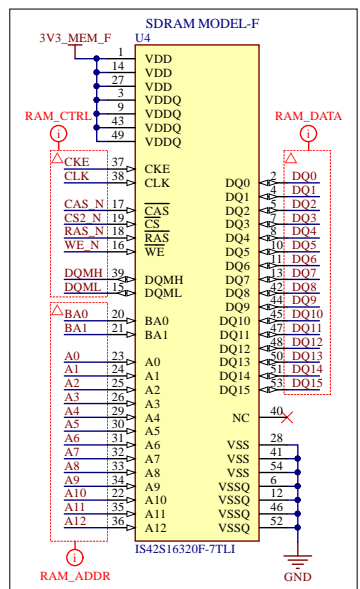 SDRAM MODEL-F
3V3_MEM_F
U4
1 VDD
14 VDD
27 VDD
3 VDDQ
9 VDDQ
43 VDDQ
49 VDDQ
RAM_CTRL
i
RAM_DATA
i
CKE 37 CKE
CLK 38 CLK
CAS_N 17 CAS
CS2_N 19 CS
RAS_N 18 RAS
WE_N 16 WE
DQMH 39 DQMH
DQML 15 DQML
BA0 20 BA0
BA1 21 BA1
A0 23 A0
A1 24 A1
A2 25 A2
A3 26 A3
A4 29 A4
A5 30 A5
A6 31 A6
A7 32 A7
A8 33 A8
A9 34 A9
A10 22 A10
A11 35 A11
A12 36 A12
DQ0 2 DQ0
DQ1 4 DQ1
DQ2 5 DQ2
DQ3 7 DQ3
DQ4 8 DQ4
DQ5 10 DQ5
DQ6 11 DQ6
DQ7 13 DQ7
DQ8 42 DQ8
DQ9 44 DQ9
DQ10 45 DQ10
DQ11 47 DQ11
DQ12 48 DQ12
DQ13 50 DQ13
DQ14 51 DQ14
DQ15 53 DQ15
NC 40
VSS 28
VSS 41
VSS 54
VSSQ 6
VSSQ 12
VSSQ 46
VSSQ 52
IS42S16320F-7TLI
i
RAM_ADDR
GND